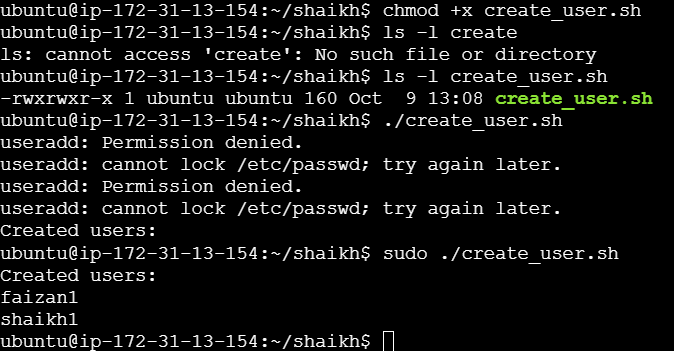 ubuntu@ip-172-31-13-154:~/shaikh$ chmod +x create_user.sh
ubuntu@ip-172-31-13-154:~/shaikh$ ls -l create
ls: cannot access 'create': No such file or directory
ubuntu@ip-172-31-13-154:~/shaikh$ ls -l create_user.sh
-rwxrwxr-x 1 ubuntu ubuntu 160 Oct  9 13:08 create_user.sh
ubuntu@ip-172-31-13-154:~/shaikh$ ./create_user.sh
useradd: Permission denied.
useradd: cannot lock /etc/passwd; try again later.
useradd: Permission denied.
useradd: cannot lock /etc/passwd; try again later.
Created users:
ubuntu@ip-172-31-13-154:~/shaikh$ sudo ./create_user.sh
Created users:
faizan1
shaikh1
ubuntu@ip-172-31-13-154:~/shaikh$